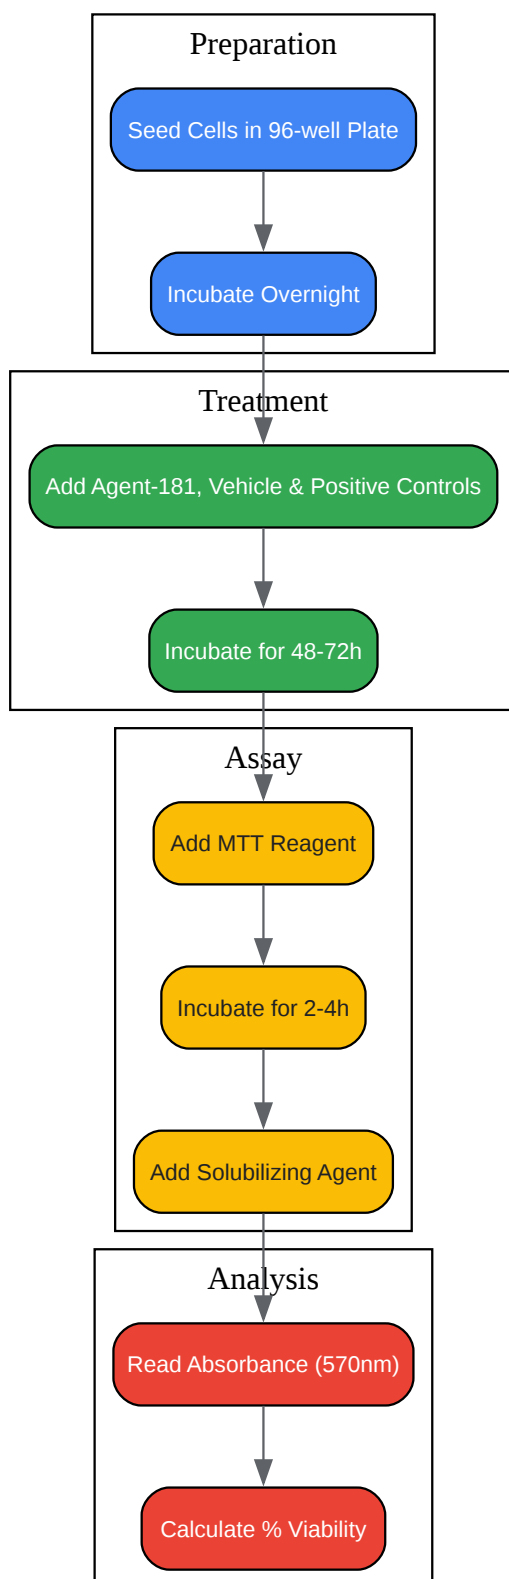 Preparation
Seed Cells in 96-well Plate
Incubate Overnight
Treatment
Add Agent-181, Vehicle & Positive Controls
Incubate for 48-72h
Assay
Add MTT Reagent
Incubate for 2-4h
Add Solubilizing Agent
Analysis
Read Absorbance (570nm)
Calculate % Viability